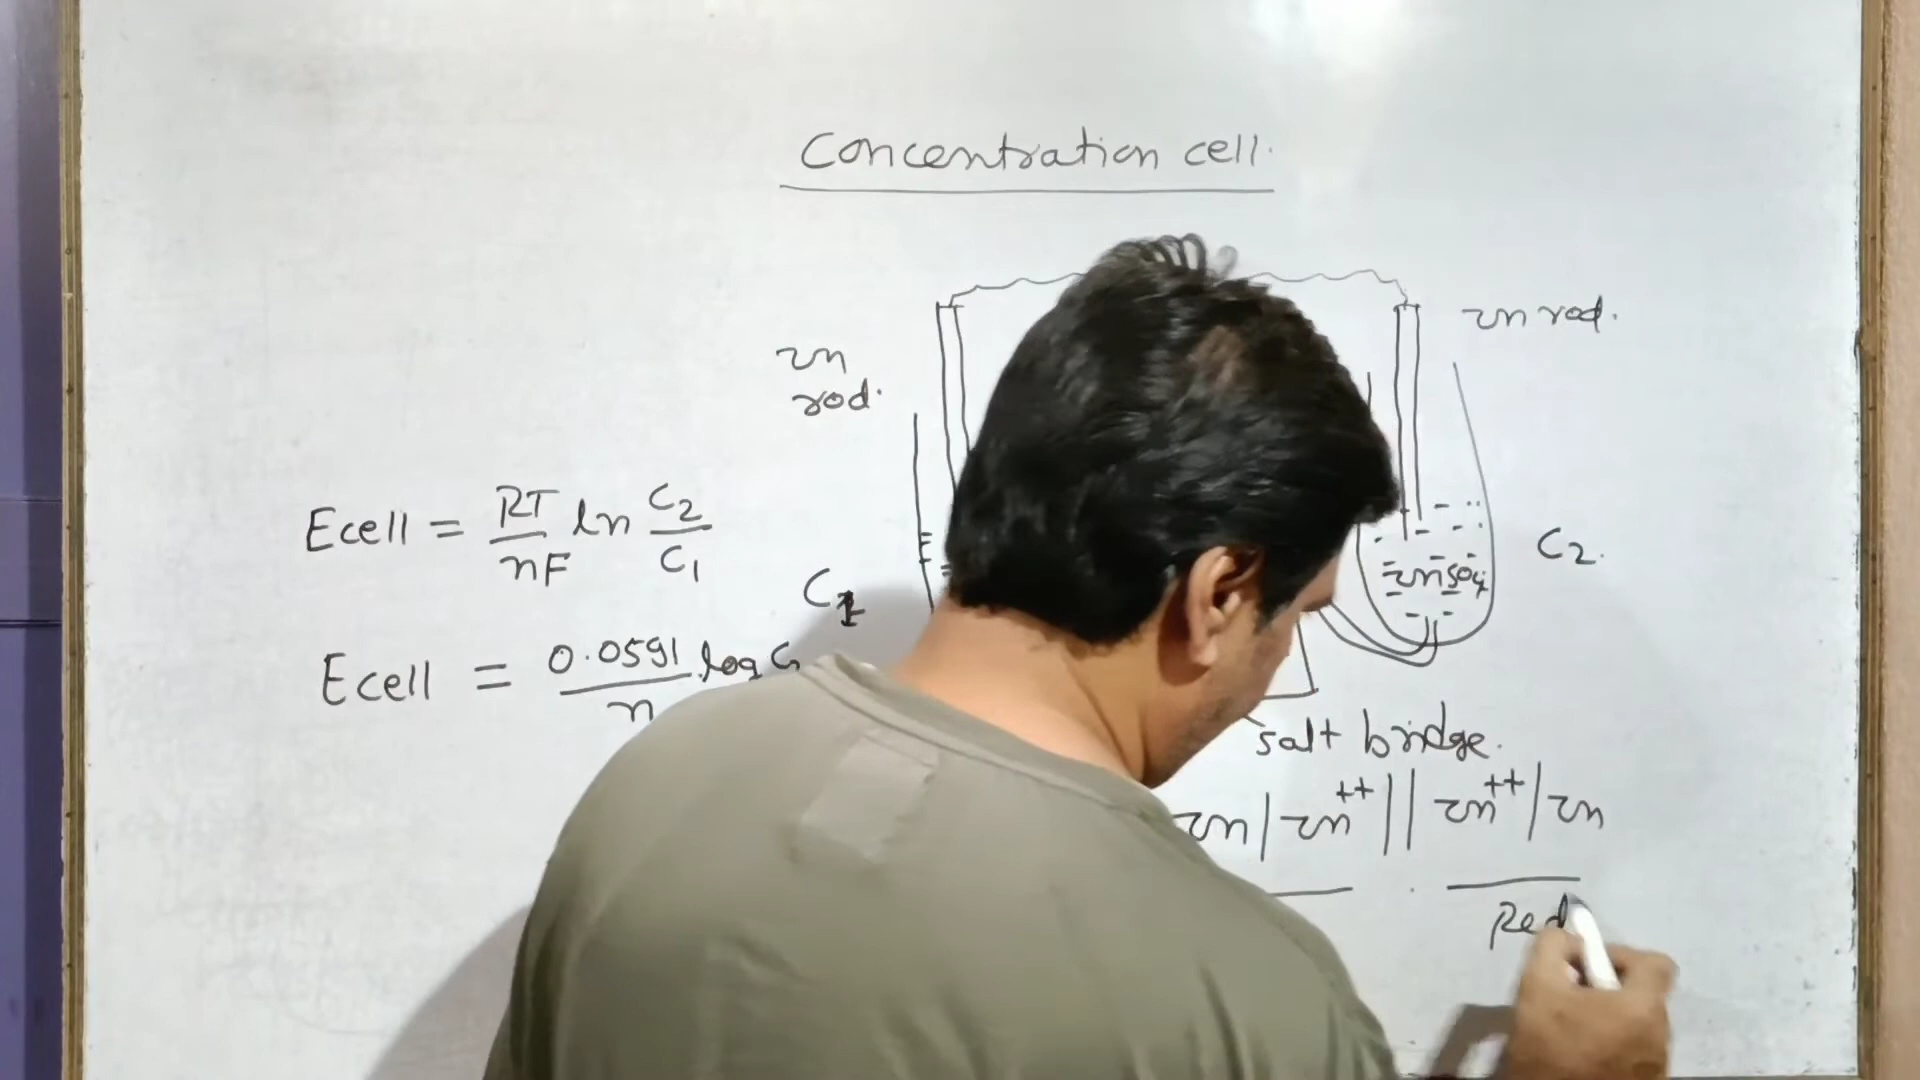 Concentration cell.
zn rod.
zn
rod.
Ecell = RT/nF ln C2/C1
C2.
znso4
C1
Ecell = 0.0591/n log C
salt bridge.
zn | zn++ || zn++ | zn
Red